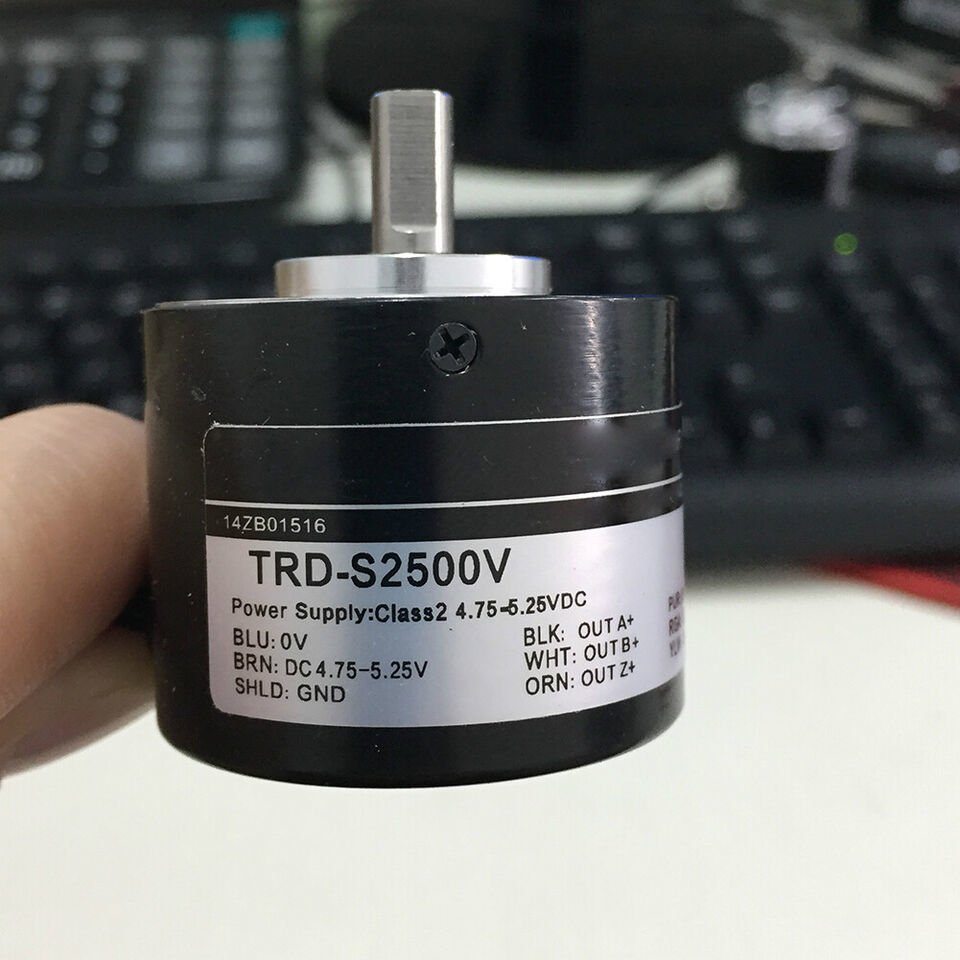 14ZB01516
TRD-S2500V
Power Supply:Class2 4.75-5.25VDC
BLU: 0V
BRN: DC 4.75-5.25V
SHLD: GND
BLK: OUT A+
WHT: OUT B+
ORN: OUT Z+